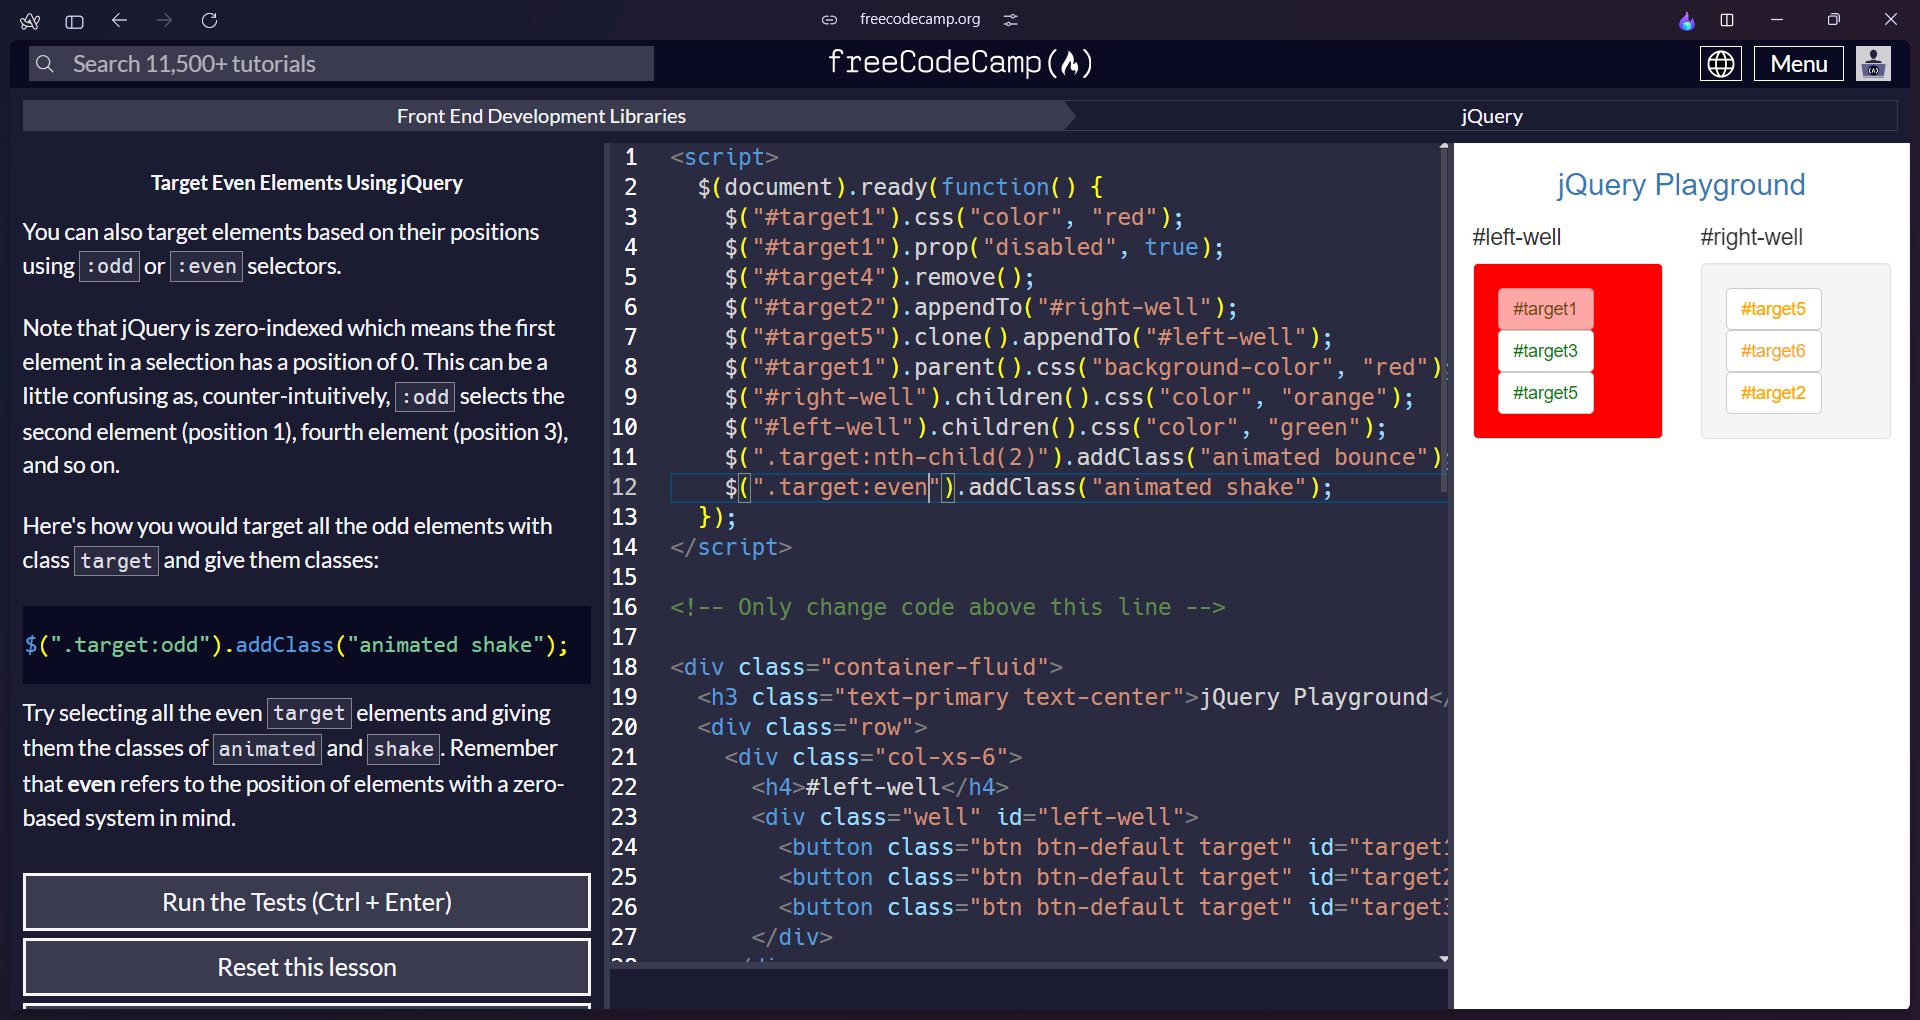 freecodecamp.org
Search 11,500+ tutorials
freeCodeCamp
Menu
Front End Development Libraries
jQuery
Target Even Elements Using jQuery
You can also target elements based on their positions
using :odd or :even selectors.
Note that jQuery is zero-indexed which means the first
element in a selection has a position of 0. This can be a
little confusing as, counter-intuitively, :odd selects the
second element (position 1), fourth element (position 3),
and so on.
Here's how you would target all the odd elements with
class target and give them classes:
$(".target:odd").addClass("animated shake");
Try selecting all the even target elements and giving
them the classes of animated and shake. Remember
that even refers to the position of elements with a zero-
based system in mind.
Run the Tests (Ctrl + Enter)
Reset this lesson
1 <script>
2 $(document).ready(function() {
3 $("#target1").css("color", "red");
4 $("#target1").prop("disabled", true);
5 $("#target4").remove();
6 $("#target2").appendTo("#right-well");
7 $("#target5").clone().appendTo("#left-well");
8 $("#target1").parent().css("background-color", "red")
9 $("#right-well").children().css("color", "orange");
10 $("#left-well").children().css("color", "green");
11 $(".target:nth-child(2)").addClass("animated bounce")
12 $(".target:even").addClass("animated shake");
13 });
14 </script>
15
16 <!-- Only change code above this line -->
17
18 <div class="container-fluid">
19 <h3 class="text-primary text-center">jQuery Playground</
20 <div class="row">
21 <div class="col-xs-6">
22 <h4>#left-well</h4>
23 <div class="well" id="left-well">
24 <button class="btn btn-default target" id="target1
25 <button class="btn btn-default target" id="target2
26 <button class="btn btn-default target" id="target3
27 </div>
jQuery Playground
#left-well
#target1
#target3
#target5
#right-well
#target5
#target6
#target2